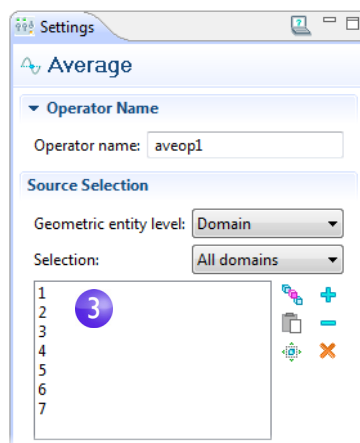 Settings
Average
Operator Name
Operator name: aveop1
Source Selection
Geometric entity level: Domain
Selection: All domains
1
2
3
4
5
6
7
3